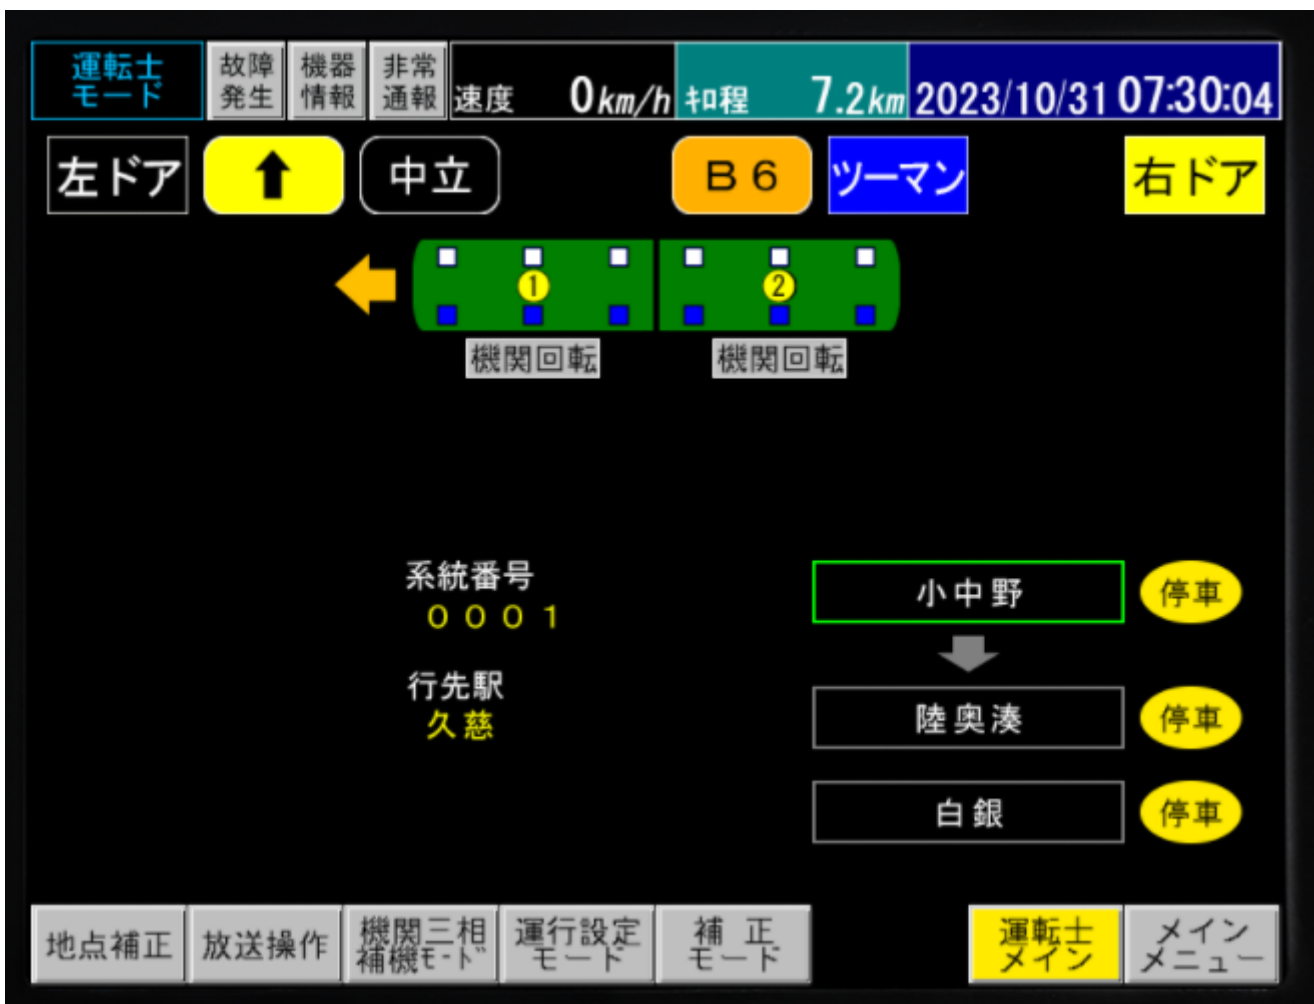 運転士
モード
故障
発生
機器
情報
非常
通報
速度 0km/h
キロ程 7.2km
2023/10/31 07:30:04
左ドア
中立
B6
ツーマン
右ドア
1
2
機関回転
機関回転
系統番号
0001
行先駅
久慈
小中野
停車
陸奥湊
停車
白銀
停車
地点補正
放送操作
機関三相
補機モード
運行設定
モード
補正
モード
運転士
メイン
メイン
メニュー